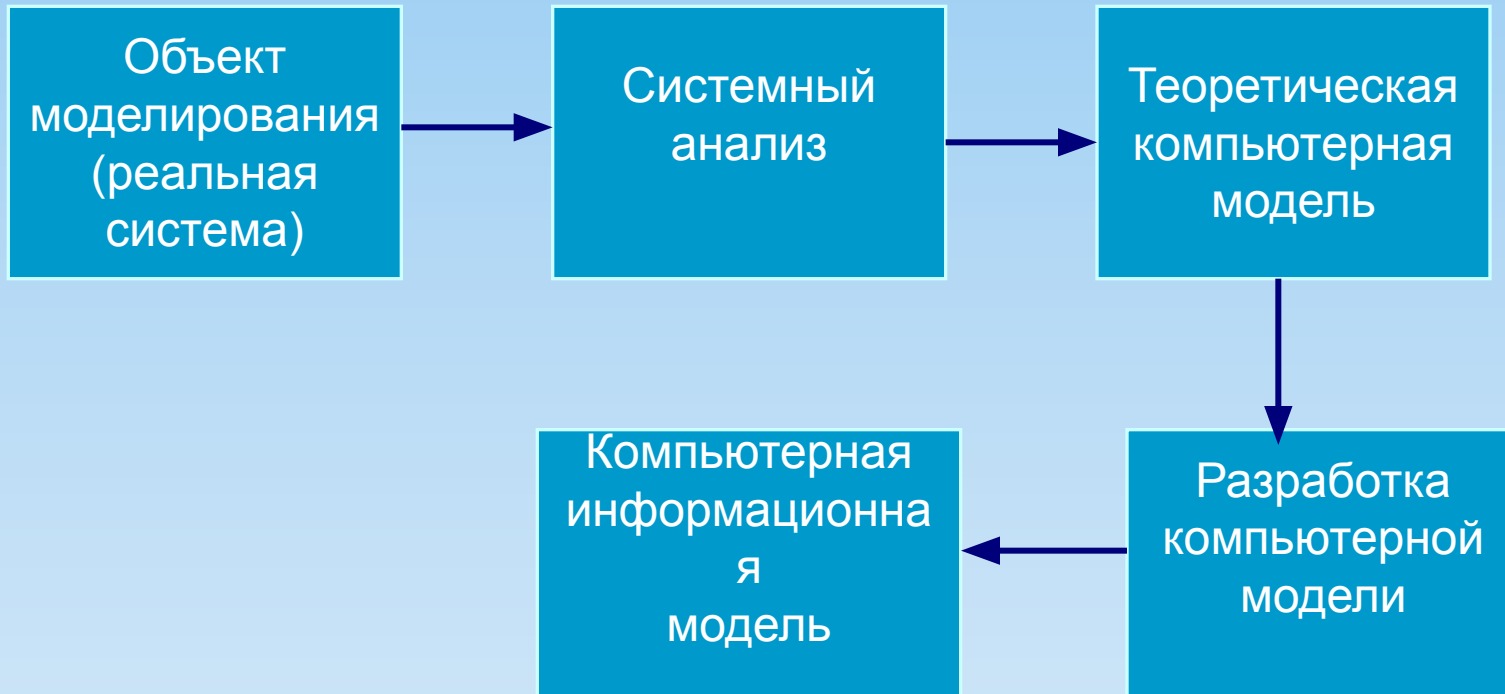 Объект
моделирования
(реальная
система)
Системный
анализ
Теоретическая
компьютерная
модель
Разработка
компьютерной
модели
Компьютерная
информационна
я
модель